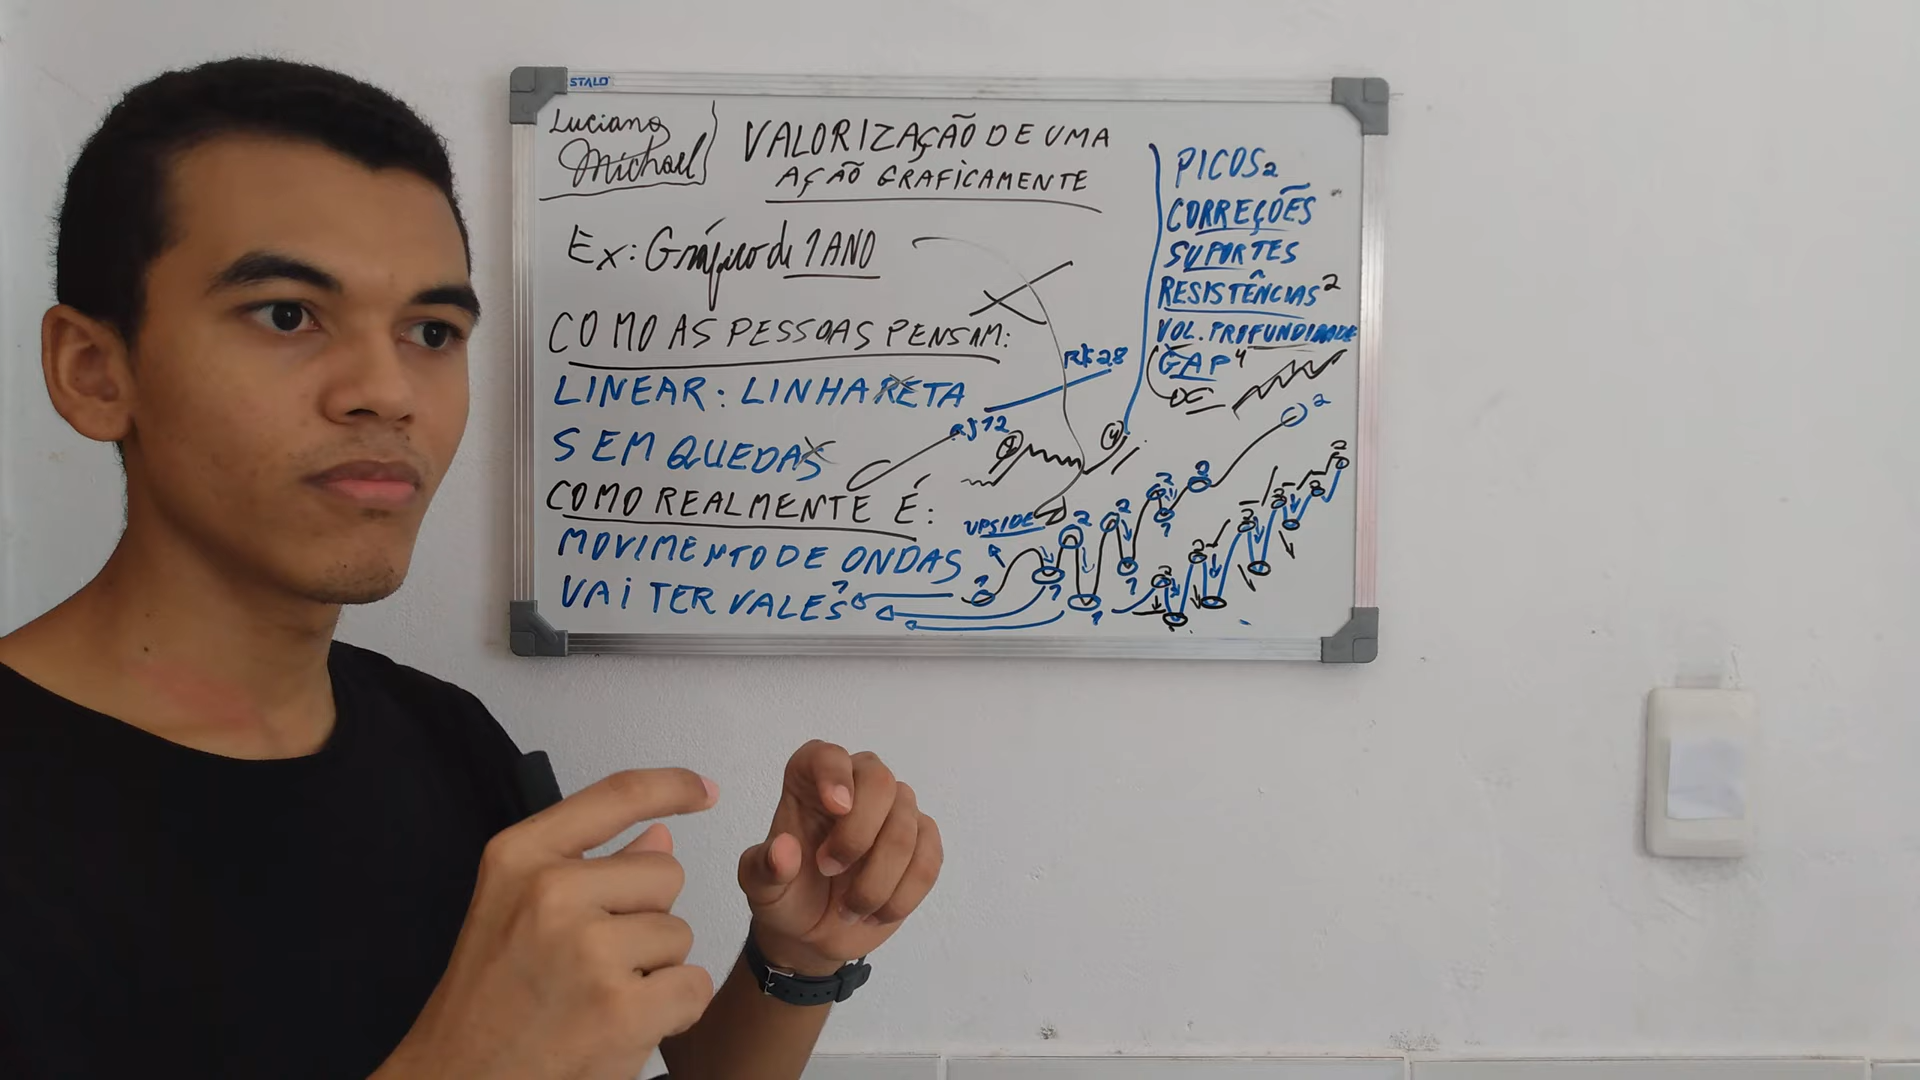 STALO
Luciano
Michael
VALORIZAÇÃO DE UMA
AÇÃO GRAFICAMENTE
Ex: Gráfico de 1 ANO
COMO AS PESSOAS PENSAM:
LINEAR: LINHA RETA
SEM QUEDAS
R$ 12
R$ 28
COMO REALMENTE É:
MOVIMENTO DE ONDAS
VAI TER VALES
UPSIDE
PICOS 2
CORREÇÕES
SUPORTES
RESISTÊNCIAS 2
VOL. PROFUNDIDADE
GAP 4